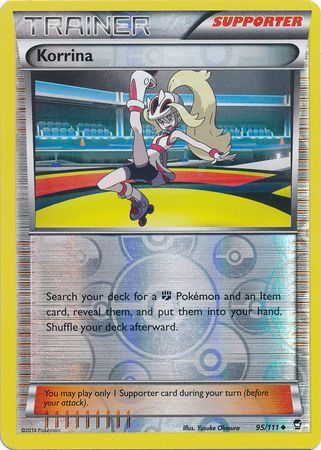 TRAINER SUPPORTER
Korrina
Search your deck for a Pokémon and an Item
card, reveal them, and put them into your hand.
Shuffle your deck afterward.
You may play only 1 Supporter card during your turn (before
your attack).
©2014 Pokémon Illus. Yusuke Ohmura 95/111